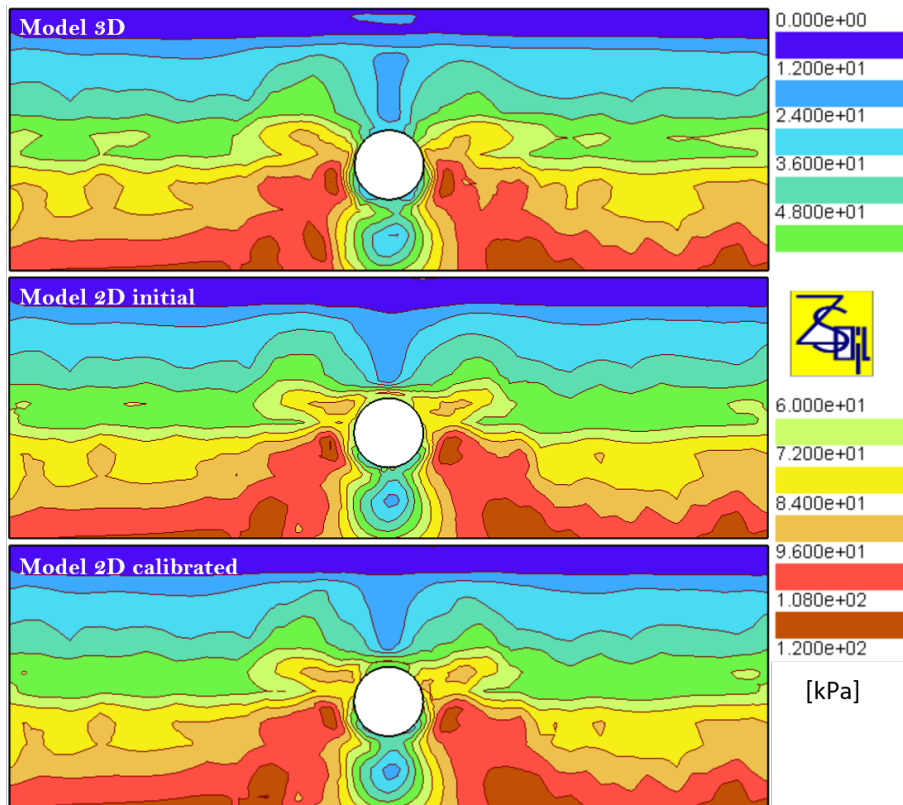 Model 3D
0.000e+00
1.200e+01
2.400e+01
3.600e+01
4.800e+01
Model 2D initial
ZSoil
6.000e+01
7.200e+01
8.400e+01
9.600e+01
1.080e+02
1.200e+02
Model 2D calibrated
[kPa]